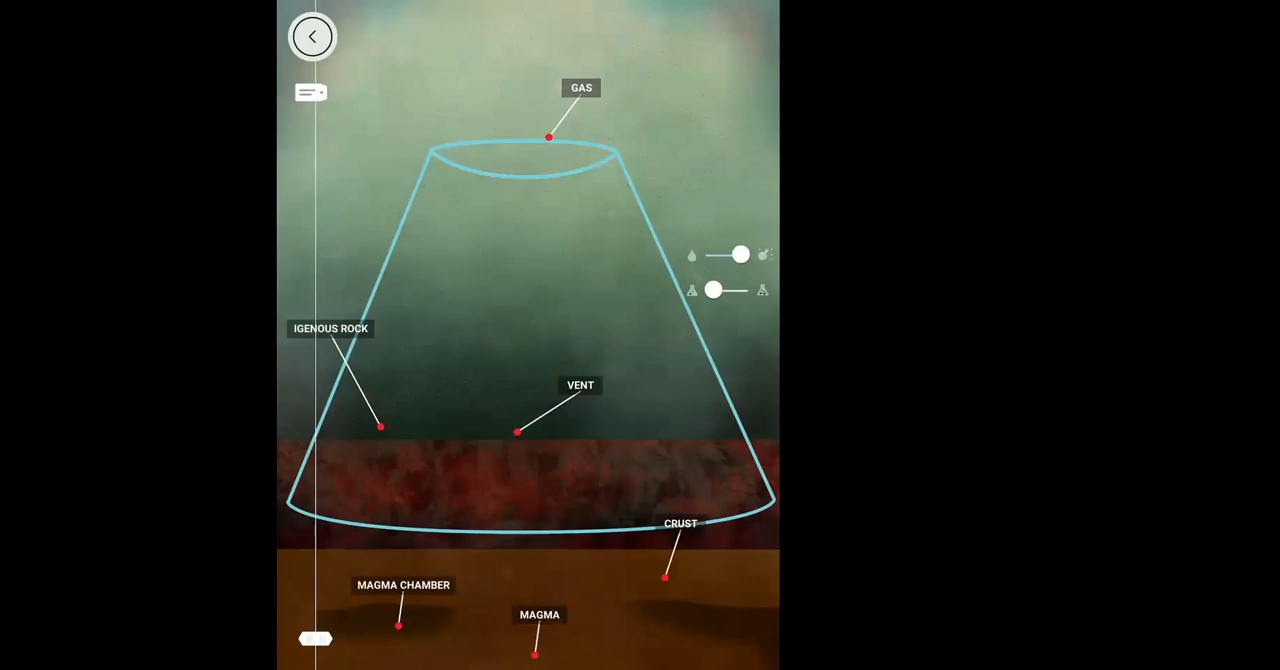 GAS
IGENOUS ROCK
VENT
CRUST
MAGMA CHAMBER
MAGMA